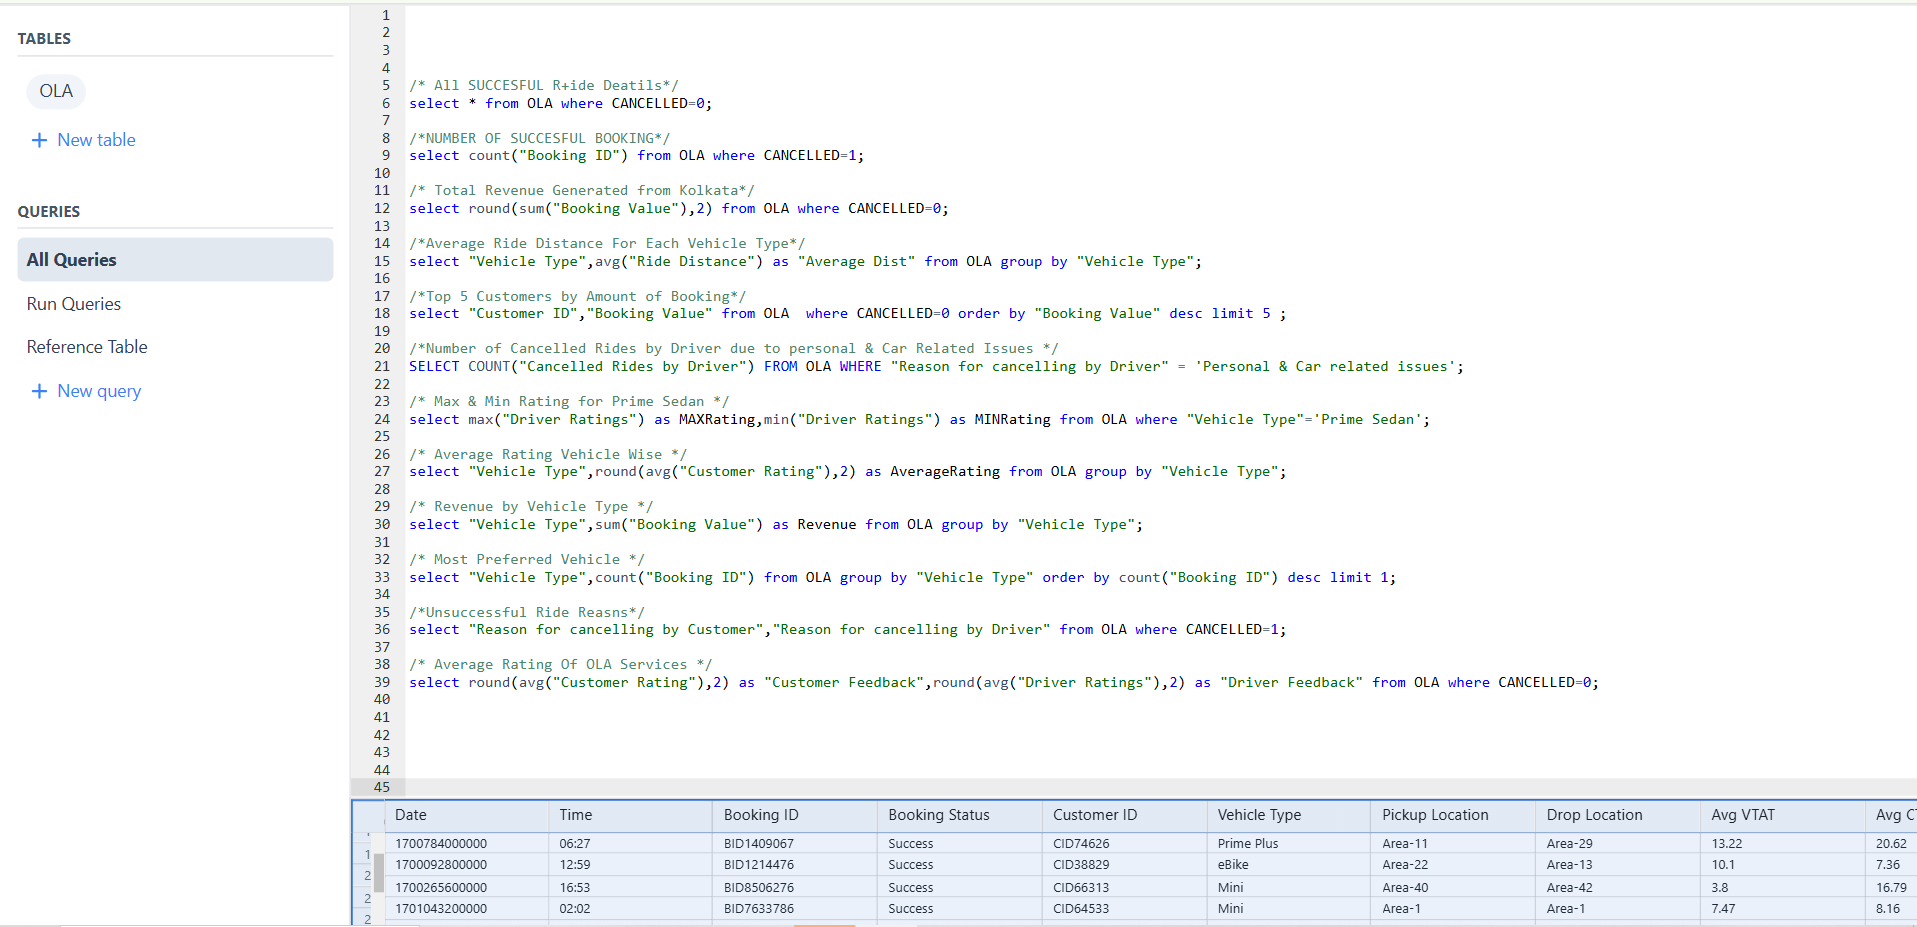 TABLES
OLA
+ New table
QUERIES
All Queries
Run Queries
Reference Table
+ New query
1
2
3
4
5 /* All SUCCESFUL R+ide Deatils*/
6 select * from OLA where CANCELLED=0;
7
8 /*NUMBER OF SUCCESFUL BOOKING*/
9 select count("Booking ID") from OLA where CANCELLED=1;
10
11 /* Total Revenue Generated from Kolkata*/
12 select round(sum("Booking Value"),2) from OLA where CANCELLED=0;
13
14 /*Average Ride Distance For Each Vehicle Type*/
15 select "Vehicle Type",avg("Ride Distance") as "Average Dist" from OLA group by "Vehicle Type";
16
17 /*Top 5 Customers by Amount of Booking*/
18 select "Customer ID","Booking Value" from OLA  where CANCELLED=0 order by "Booking Value" desc limit 5 ;
19
20 /*Number of Cancelled Rides by Driver due to personal & Car Related Issues */
21 SELECT COUNT("Cancelled Rides by Driver") FROM OLA WHERE "Reason for cancelling by Driver" = 'Personal & Car related issues';
22
23 /* Max & Min Rating for Prime Sedan */
24 select max("Driver Ratings") as MAXRating,min("Driver Ratings") as MINRating from OLA where "Vehicle Type"='Prime Sedan';
25
26 /* Average Rating Vehicle Wise */
27 select "Vehicle Type",round(avg("Customer Rating"),2) as AverageRating from OLA group by "Vehicle Type";
28
29 /* Revenue by Vehicle Type */
30 select "Vehicle Type",sum("Booking Value") as Revenue from OLA group by "Vehicle Type";
31
32 /* Most Preferred Vehicle */
33 select "Vehicle Type",count("Booking ID") from OLA group by "Vehicle Type" order by count("Booking ID") desc limit 1;
34
35 /*Unsuccessful Ride Reasns*/
36 select "Reason for cancelling by Customer","Reason for cancelling by Driver" from OLA where CANCELLED=1;
37
38 /* Average Rating Of OLA Services */
39 select round(avg("Customer Rating"),2) as "Customer Feedback",round(avg("Driver Ratings"),2) as "Driver Feedback" from OLA where CANCELLED=0;
40
41
42
43
44
45
Date Time Booking ID Booking Status Customer ID Vehicle Type Pickup Location Drop Location Avg VTAT Avg
1 1700784000000 06:27 BID1409067 Success CID74626 Prime Plus Area-11 Area-29 13.22 20.62
2 1700092800000 12:59 BID1214476 Success CID38829 eBike Area-22 Area-13 10.1 7.36
2 1700265600000 16:53 BID8506276 Success CID66313 Mini Area-40 Area-42 3.8 16.79
2 1701043200000 02:02 BID7633786 Success CID64533 Mini Area-1 Area-1 7.47 8.16